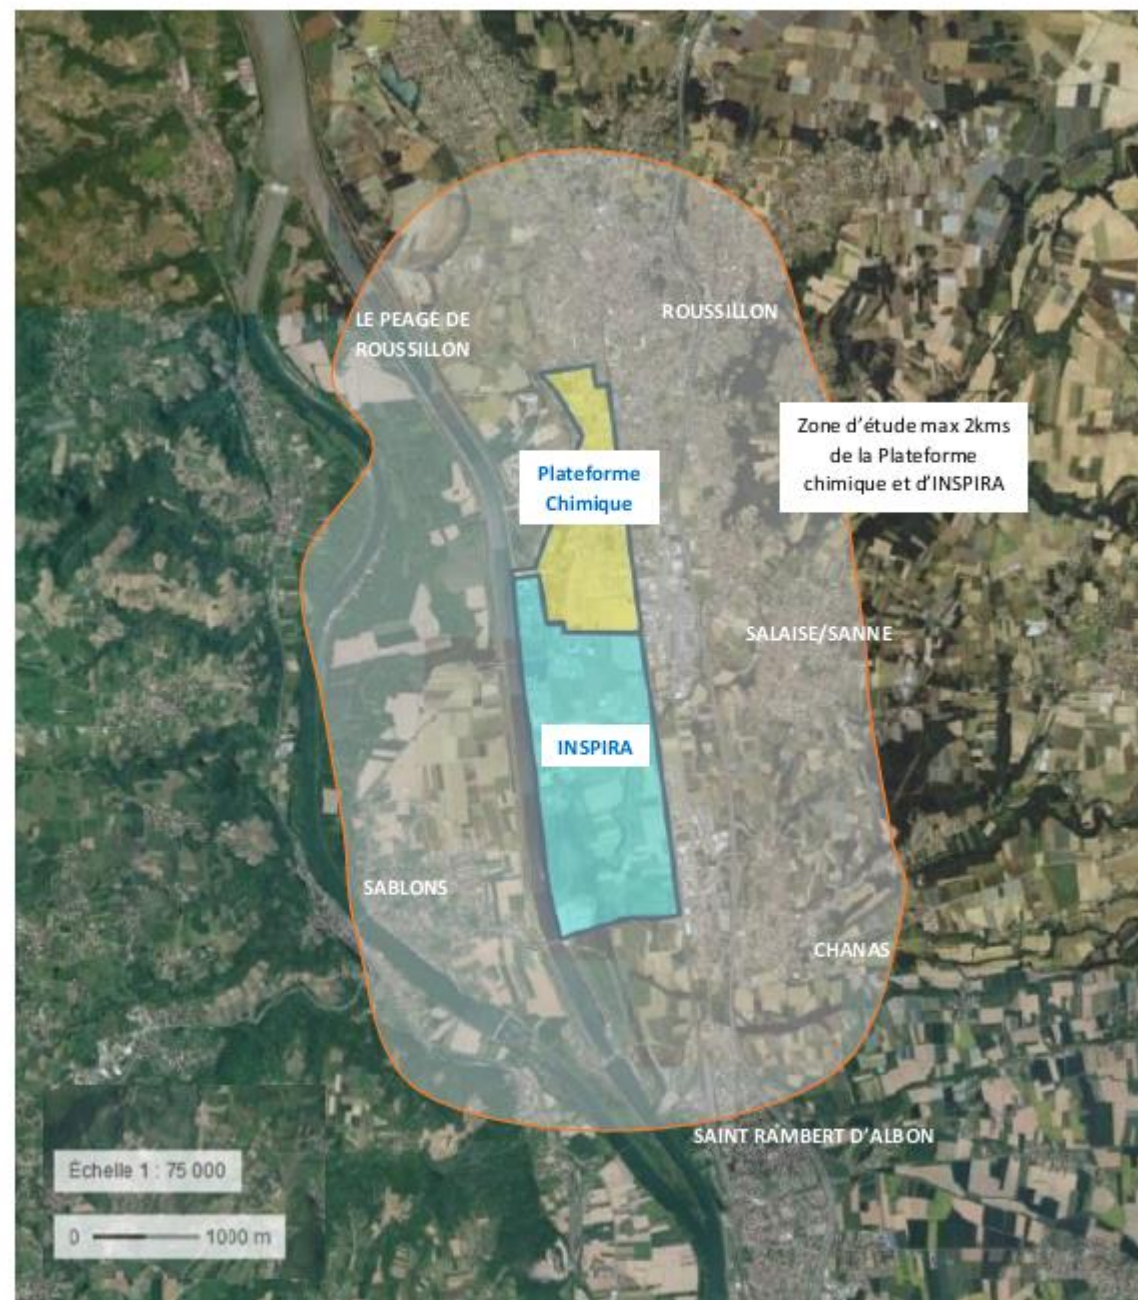 LE PEAGE DE
ROUSSILLON
ROUSSILLON
Zone d'étude max 2kms
de la Plateforme
chimique et d'INSPIRA
Plateforme
Chimique
SALAISE/SANNE
INSPIRA
SABLONS
CHANAS
SAINT RAMBERT D'ALBON
Échelle 1 : 75 000
0 1000 m